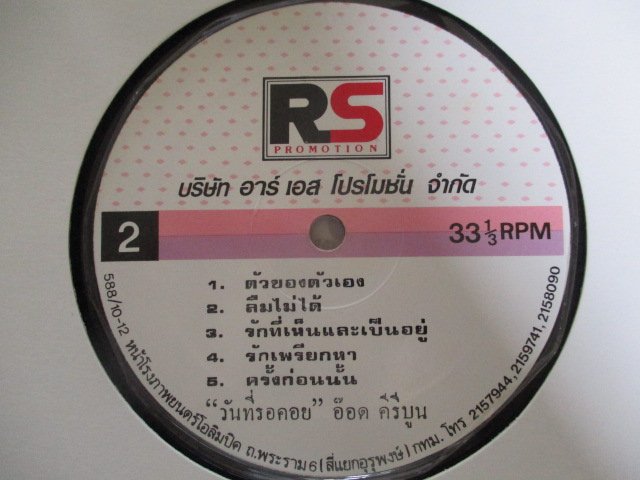 RS
PROMOTION
บริษัท อาร์ เอส โปรโมชั่น จำกัด
2
33 1/3 RPM
1. ตัวของตัวเอง
2. ลืมไม่ได้
3. รักที่เห็นและเป็นอยู่
4. รักเพรียกหา
5. ครั้งก่อนนั้น
“วันที่รอคอย” อ๊อด คีรีบูน
588/10-12 หน้าโรงภาพยนตร์โอลิมปิค ถ.พระราม 6 (สี่แยกอุรุพงษ์) กทม. โทร 2157944, 2159741, 2158090